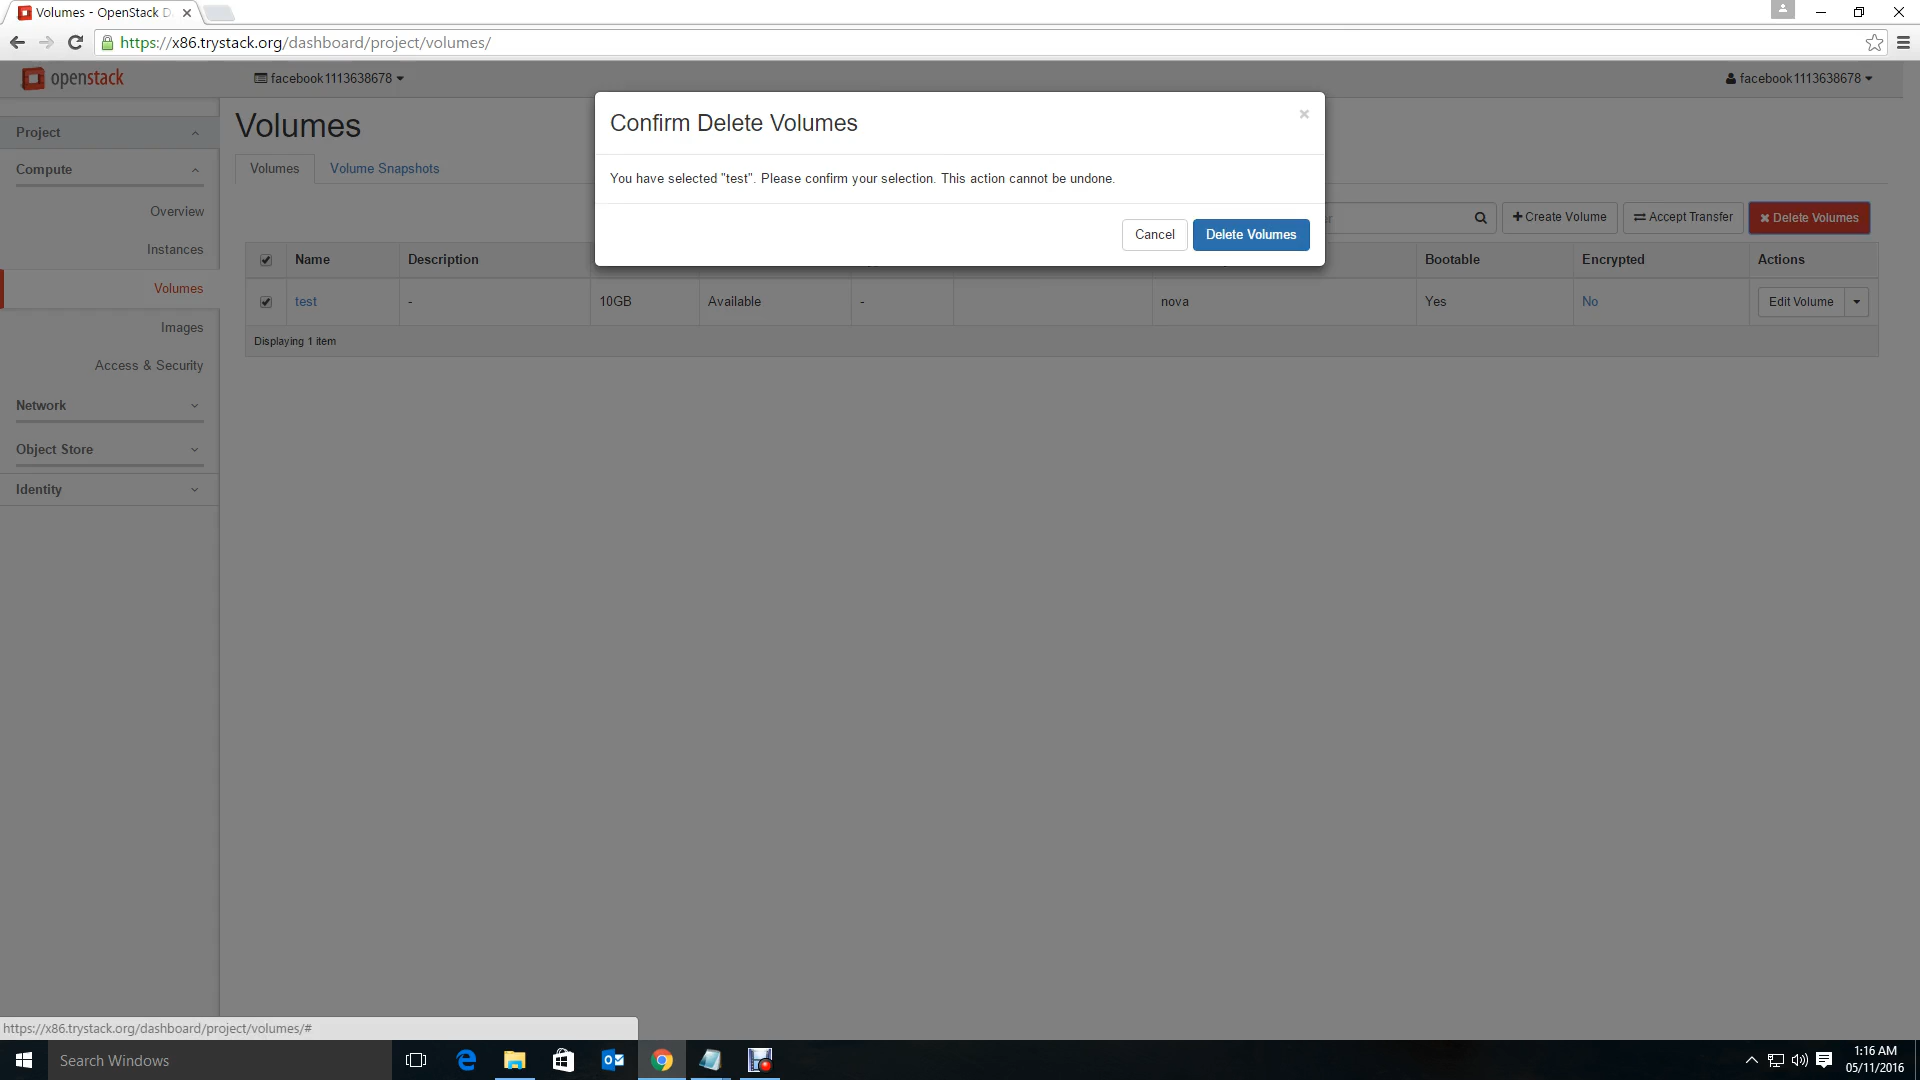 Volumes - OpenStack D
https://x86.trystack.org/dashboard/project/volumes/
openstack
facebook1113638678
facebook1113638678
Project
Compute
Overview
Instances
Volumes
Images
Access & Security
Network
Object Store
Identity
Volumes
Volumes
Volume Snapshots
Confirm Delete Volumes
×
You have selected "test". Please confirm your selection. This action cannot be undone.
Cancel
Delete Volumes
Create Volume
Accept Transfer
Delete Volumes
Name
Description
Bootable
Encrypted
Actions
test
-
10GB
Available
-
nova
Yes
No
Edit Volume
Displaying 1 item
https://x86.trystack.org/dashboard/project/volumes/#
Search Windows
1:16 AM
05/11/2016